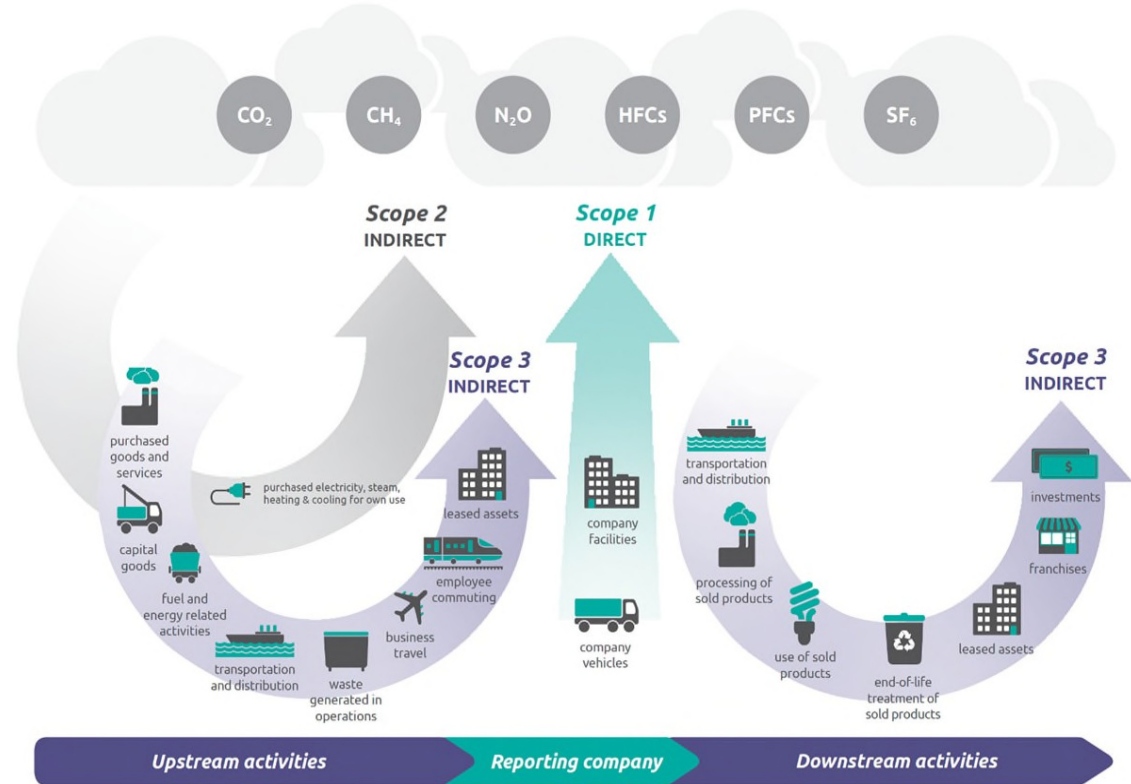 CO₂
CH₄
N₂O
HFCs
PFCs
SF₆
Scope 2
INDIRECT
Scope 1
DIRECT
Scope 3
INDIRECT
Scope 3
INDIRECT
purchased
goods and
services
capital
goods
fuel and
energy related
activities
purchased electricity, steam,
heating & cooling for own use
transportation
and distribution
waste
generated in
operations
business
travel
employee
commuting
leased assets
company
facilities
company
vehicles
transportation
and distribution
processing of
sold products
use of sold
products
end-of-life
treatment of
sold products
leased assets
franchises
$
investments
Upstream activities
Reporting company
Downstream activities